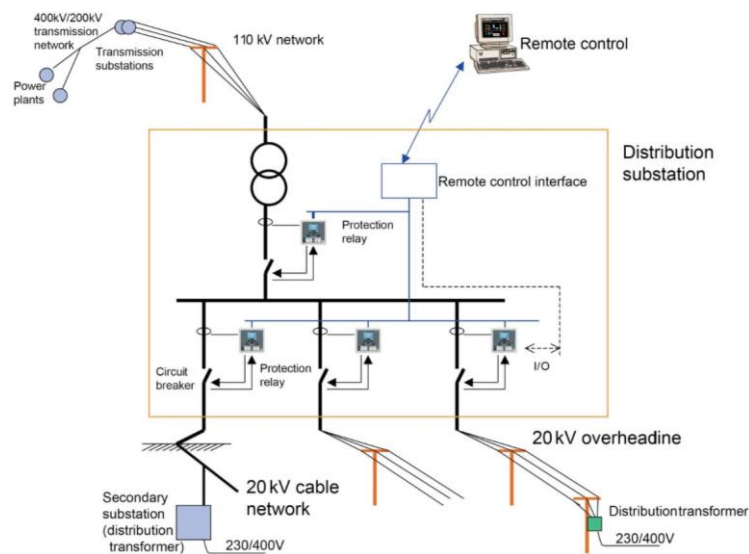 400kV/200kV
transmission
network
Transmission
substations
Power
plants
110 kV network
Remote control
Distribution
substation
Remote control interface
Protection
relay
Circuit
breaker
Protection
relay
I/O
20 kV overheadine
20 kV cable
network
Secondary
substation
(distribution
transformer)
230/400V
Distribution transformer
230/400V